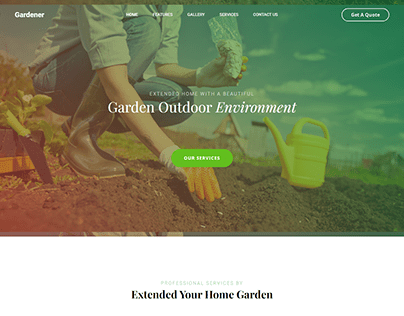 Gardener
HOME FEATURES GALLERY SERVICES CONTACT US
Get A Quote
EXTENDED HOME WITH A BEAUTIFUL
Garden Outdoor Environment
OUR SERVICES
PROFESSIONAL SERVICES BY
Extended Your Home Garden